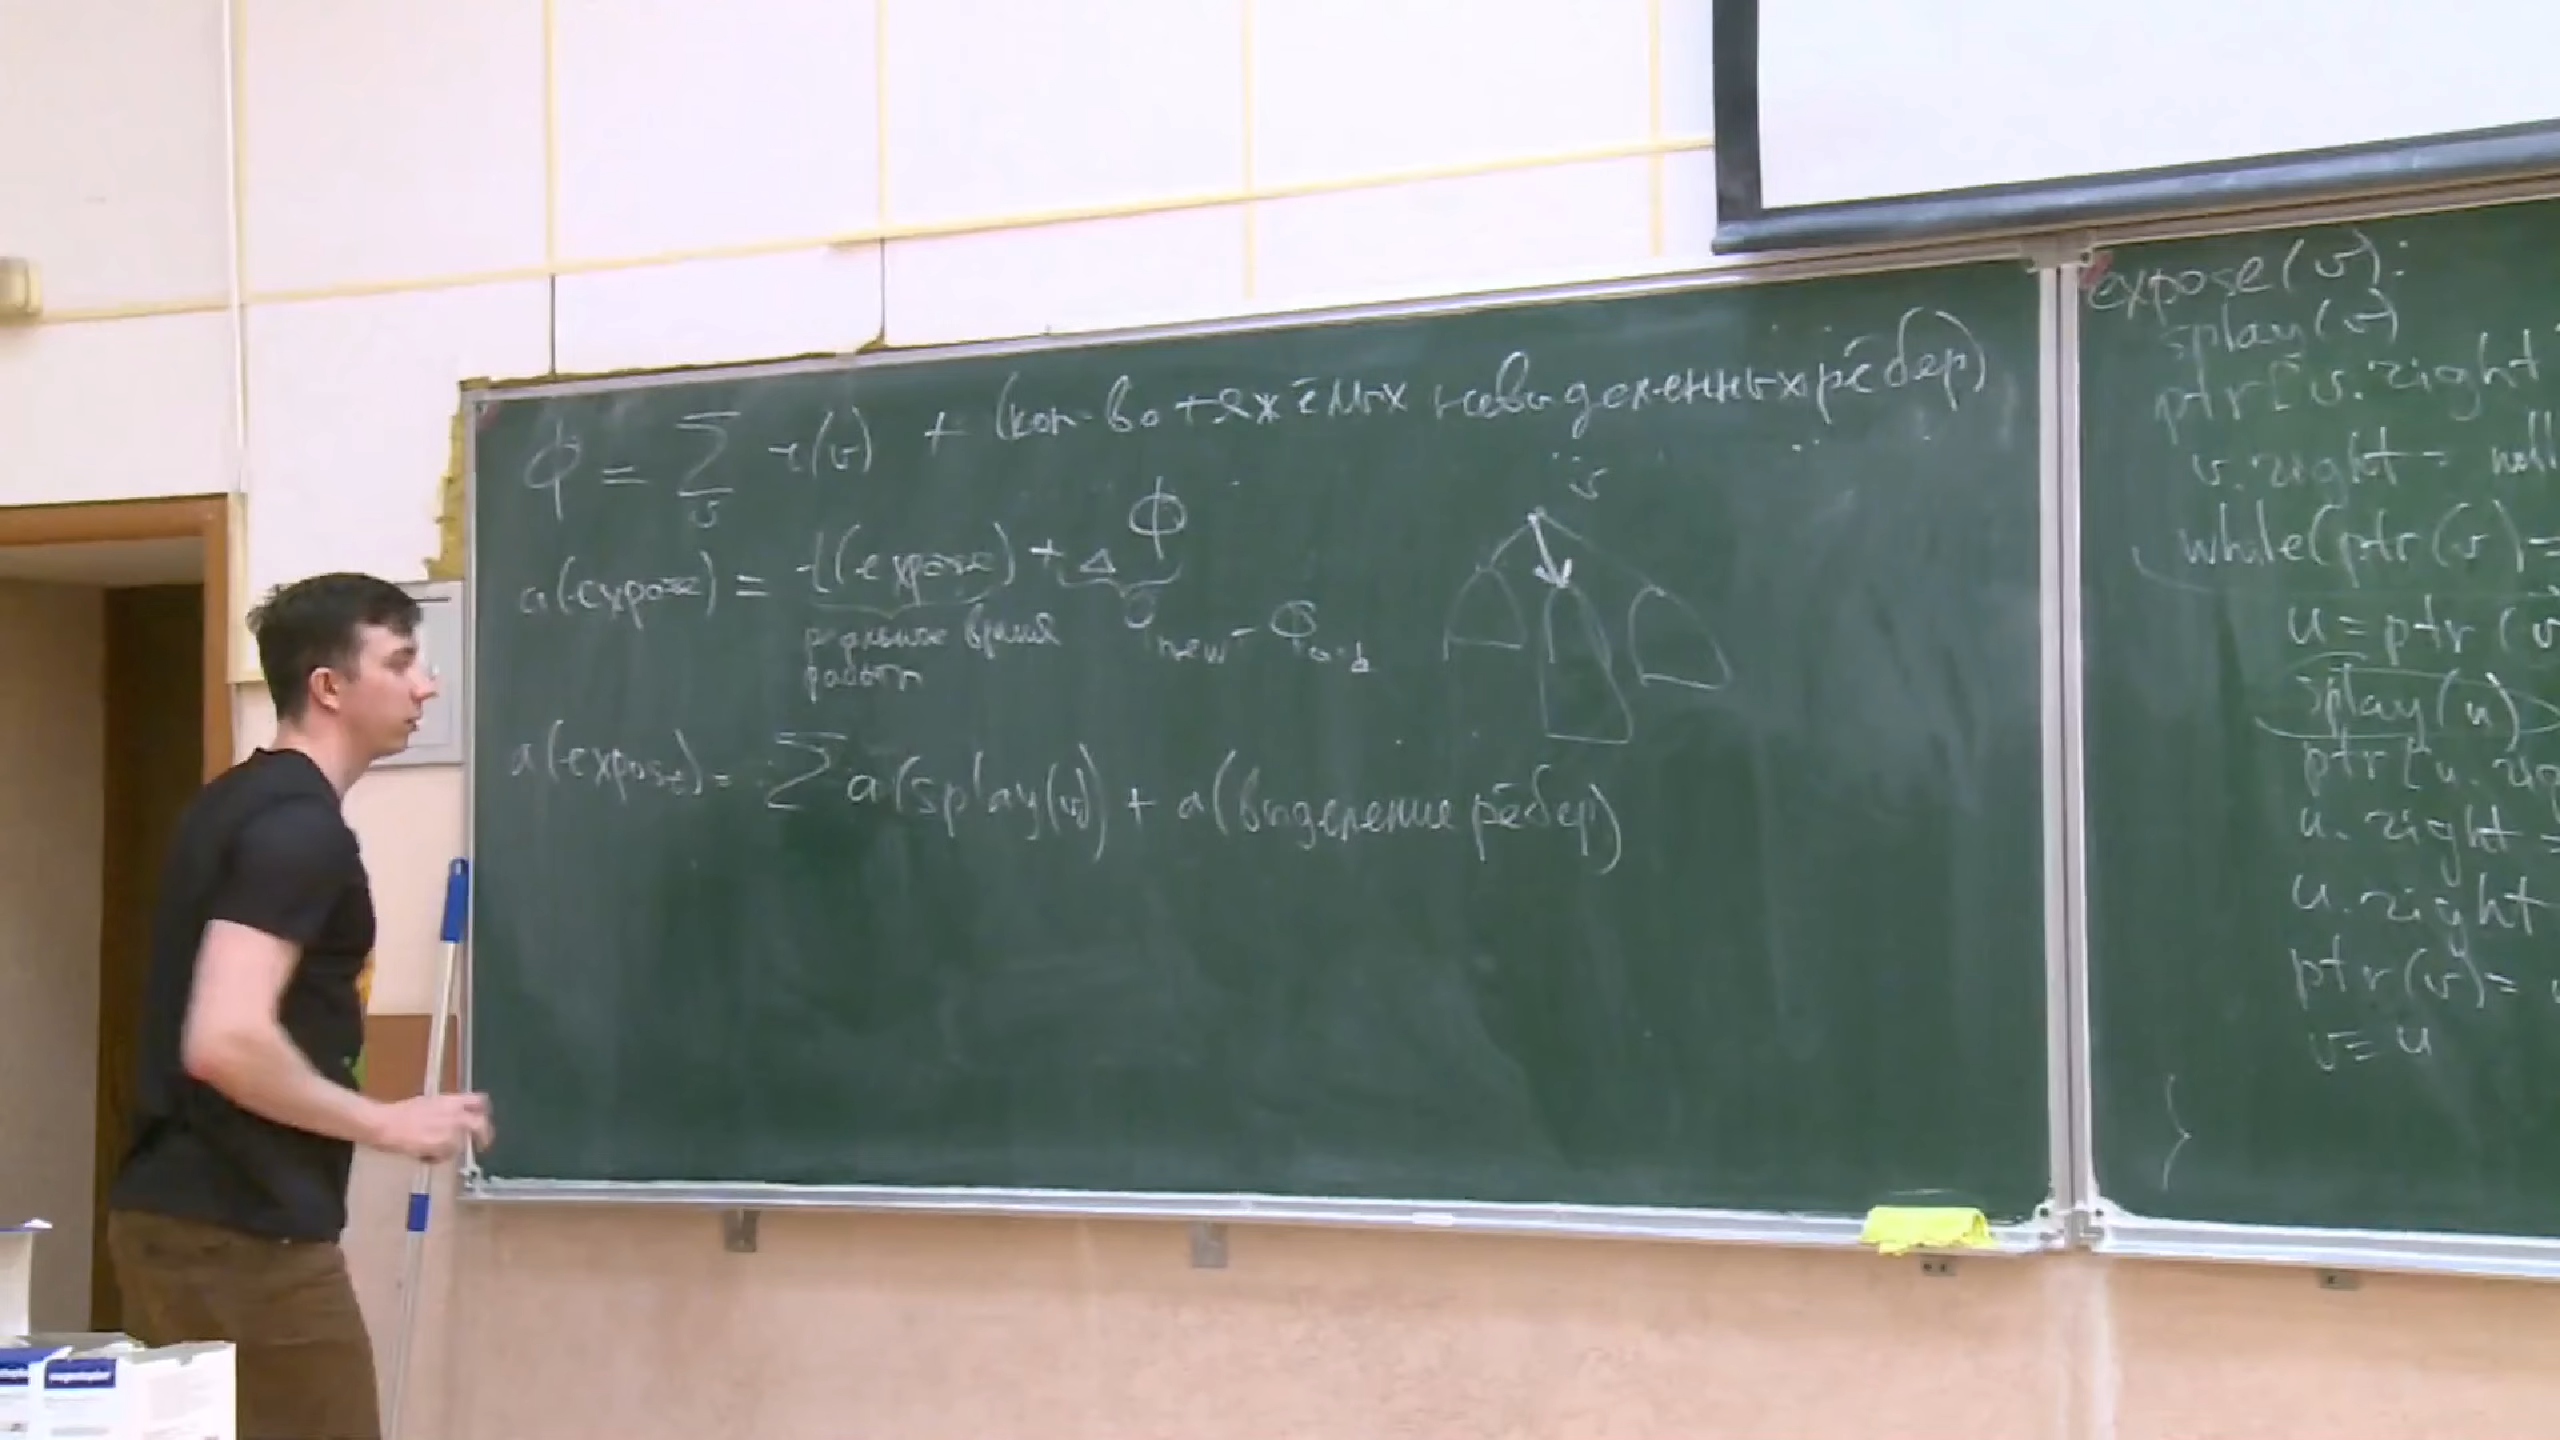 Φ = Σ r(v) + (кол-во тяжёлых невыделенных рёбер)
v
v
a(expose) = t(expose) + Δ Φ
реальное время
работы
Φnew - Φold
a(expose) = Σ a(splay(v)) + a(выделение рёбер)
expose(v):
splay(v)
ptr[v.right
v.right = null
while(ptr(v)=
u = ptr(v
splay(u)
ptr[u.rig
u.right =
u.right
ptr(v)=
v = u
}